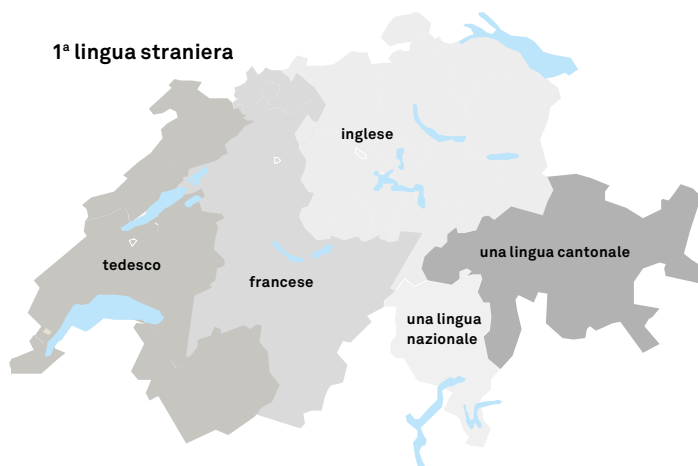 1ª lingua straniera
inglese
una lingua cantonale
tedesco
francese
una lingua
nazionale